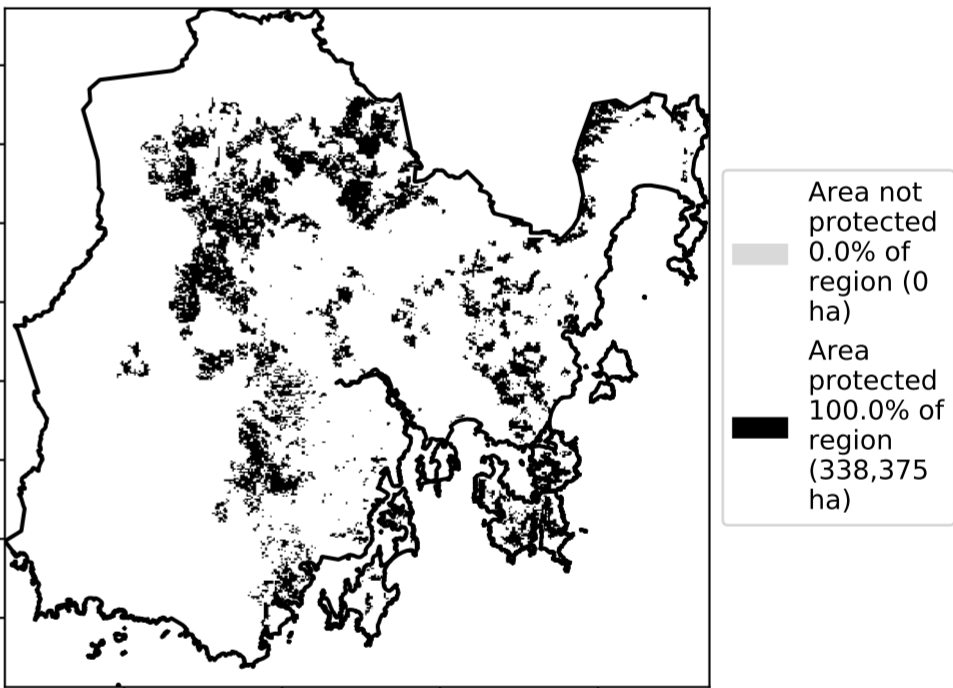 Area not
protected
0.0% of
region (0
ha)
Area
protected
100.0% of
region
(338,375
ha)